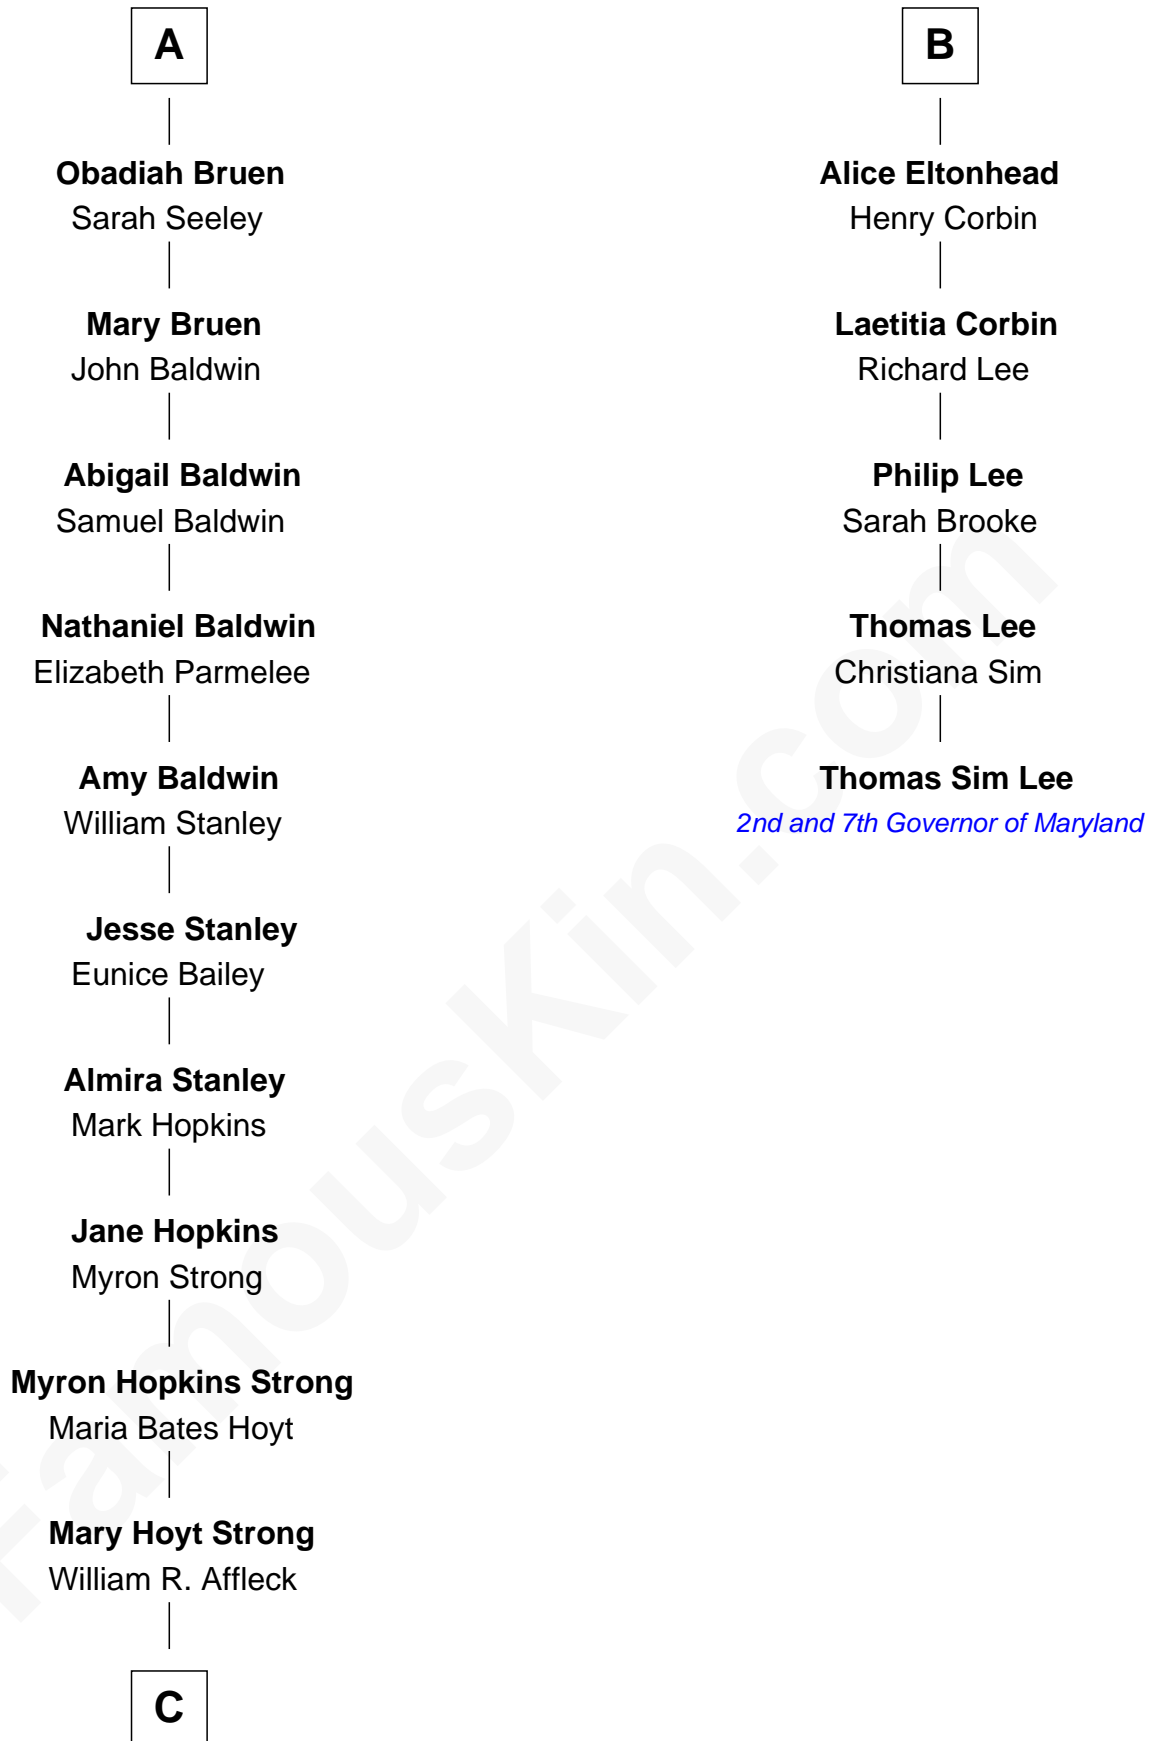 A
Obadiah Bruen
Sarah Seeley
Mary Bruen
John Baldwin
Abigail Baldwin
Samuel Baldwin
Nathaniel Baldwin
Elizabeth Parmelee
Amy Baldwin
William Stanley
Jesse Stanley
Eunice Bailey
Almira Stanley
Mark Hopkins
Jane Hopkins
Myron Strong
Myron Hopkins Strong
Maria Bates Hoyt
Mary Hoyt Strong
William R. Affleck
C
B
Alice Eltonhead
Henry Corbin
Laetitia Corbin
Richard Lee
Philip Lee
Sarah Brooke
Thomas Lee
Christiana Sim
Thomas Sim Lee
2nd and 7th Governor of Maryland
FamousKin.com